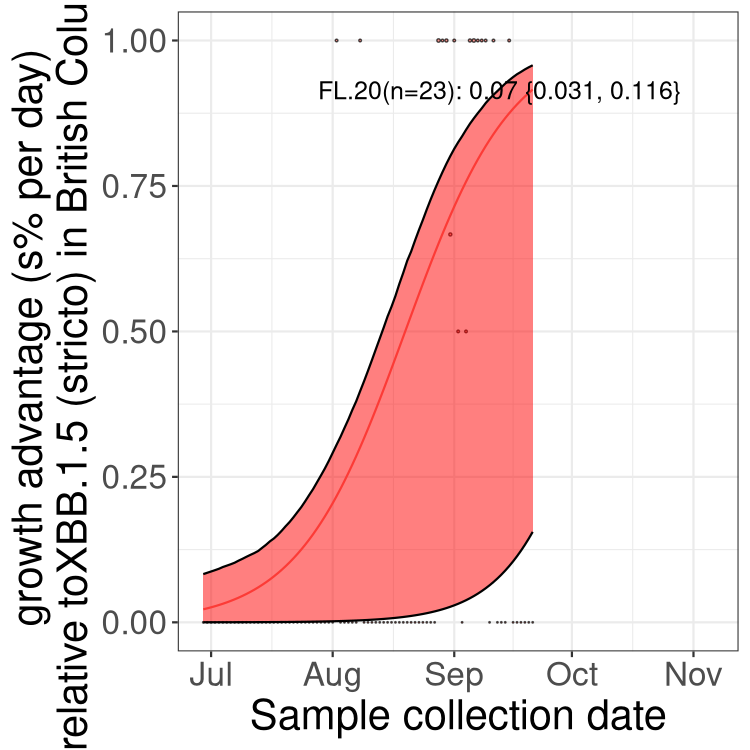 growth advantage (s% per day)
relative toXBB.1.5 (stricto) in British Colu
1.00
0.75
0.50
0.25
0.00
FL.20(n=23): 0.07 {0.031, 0.116}
Jul Aug Sep Oct Nov
Sample collection date